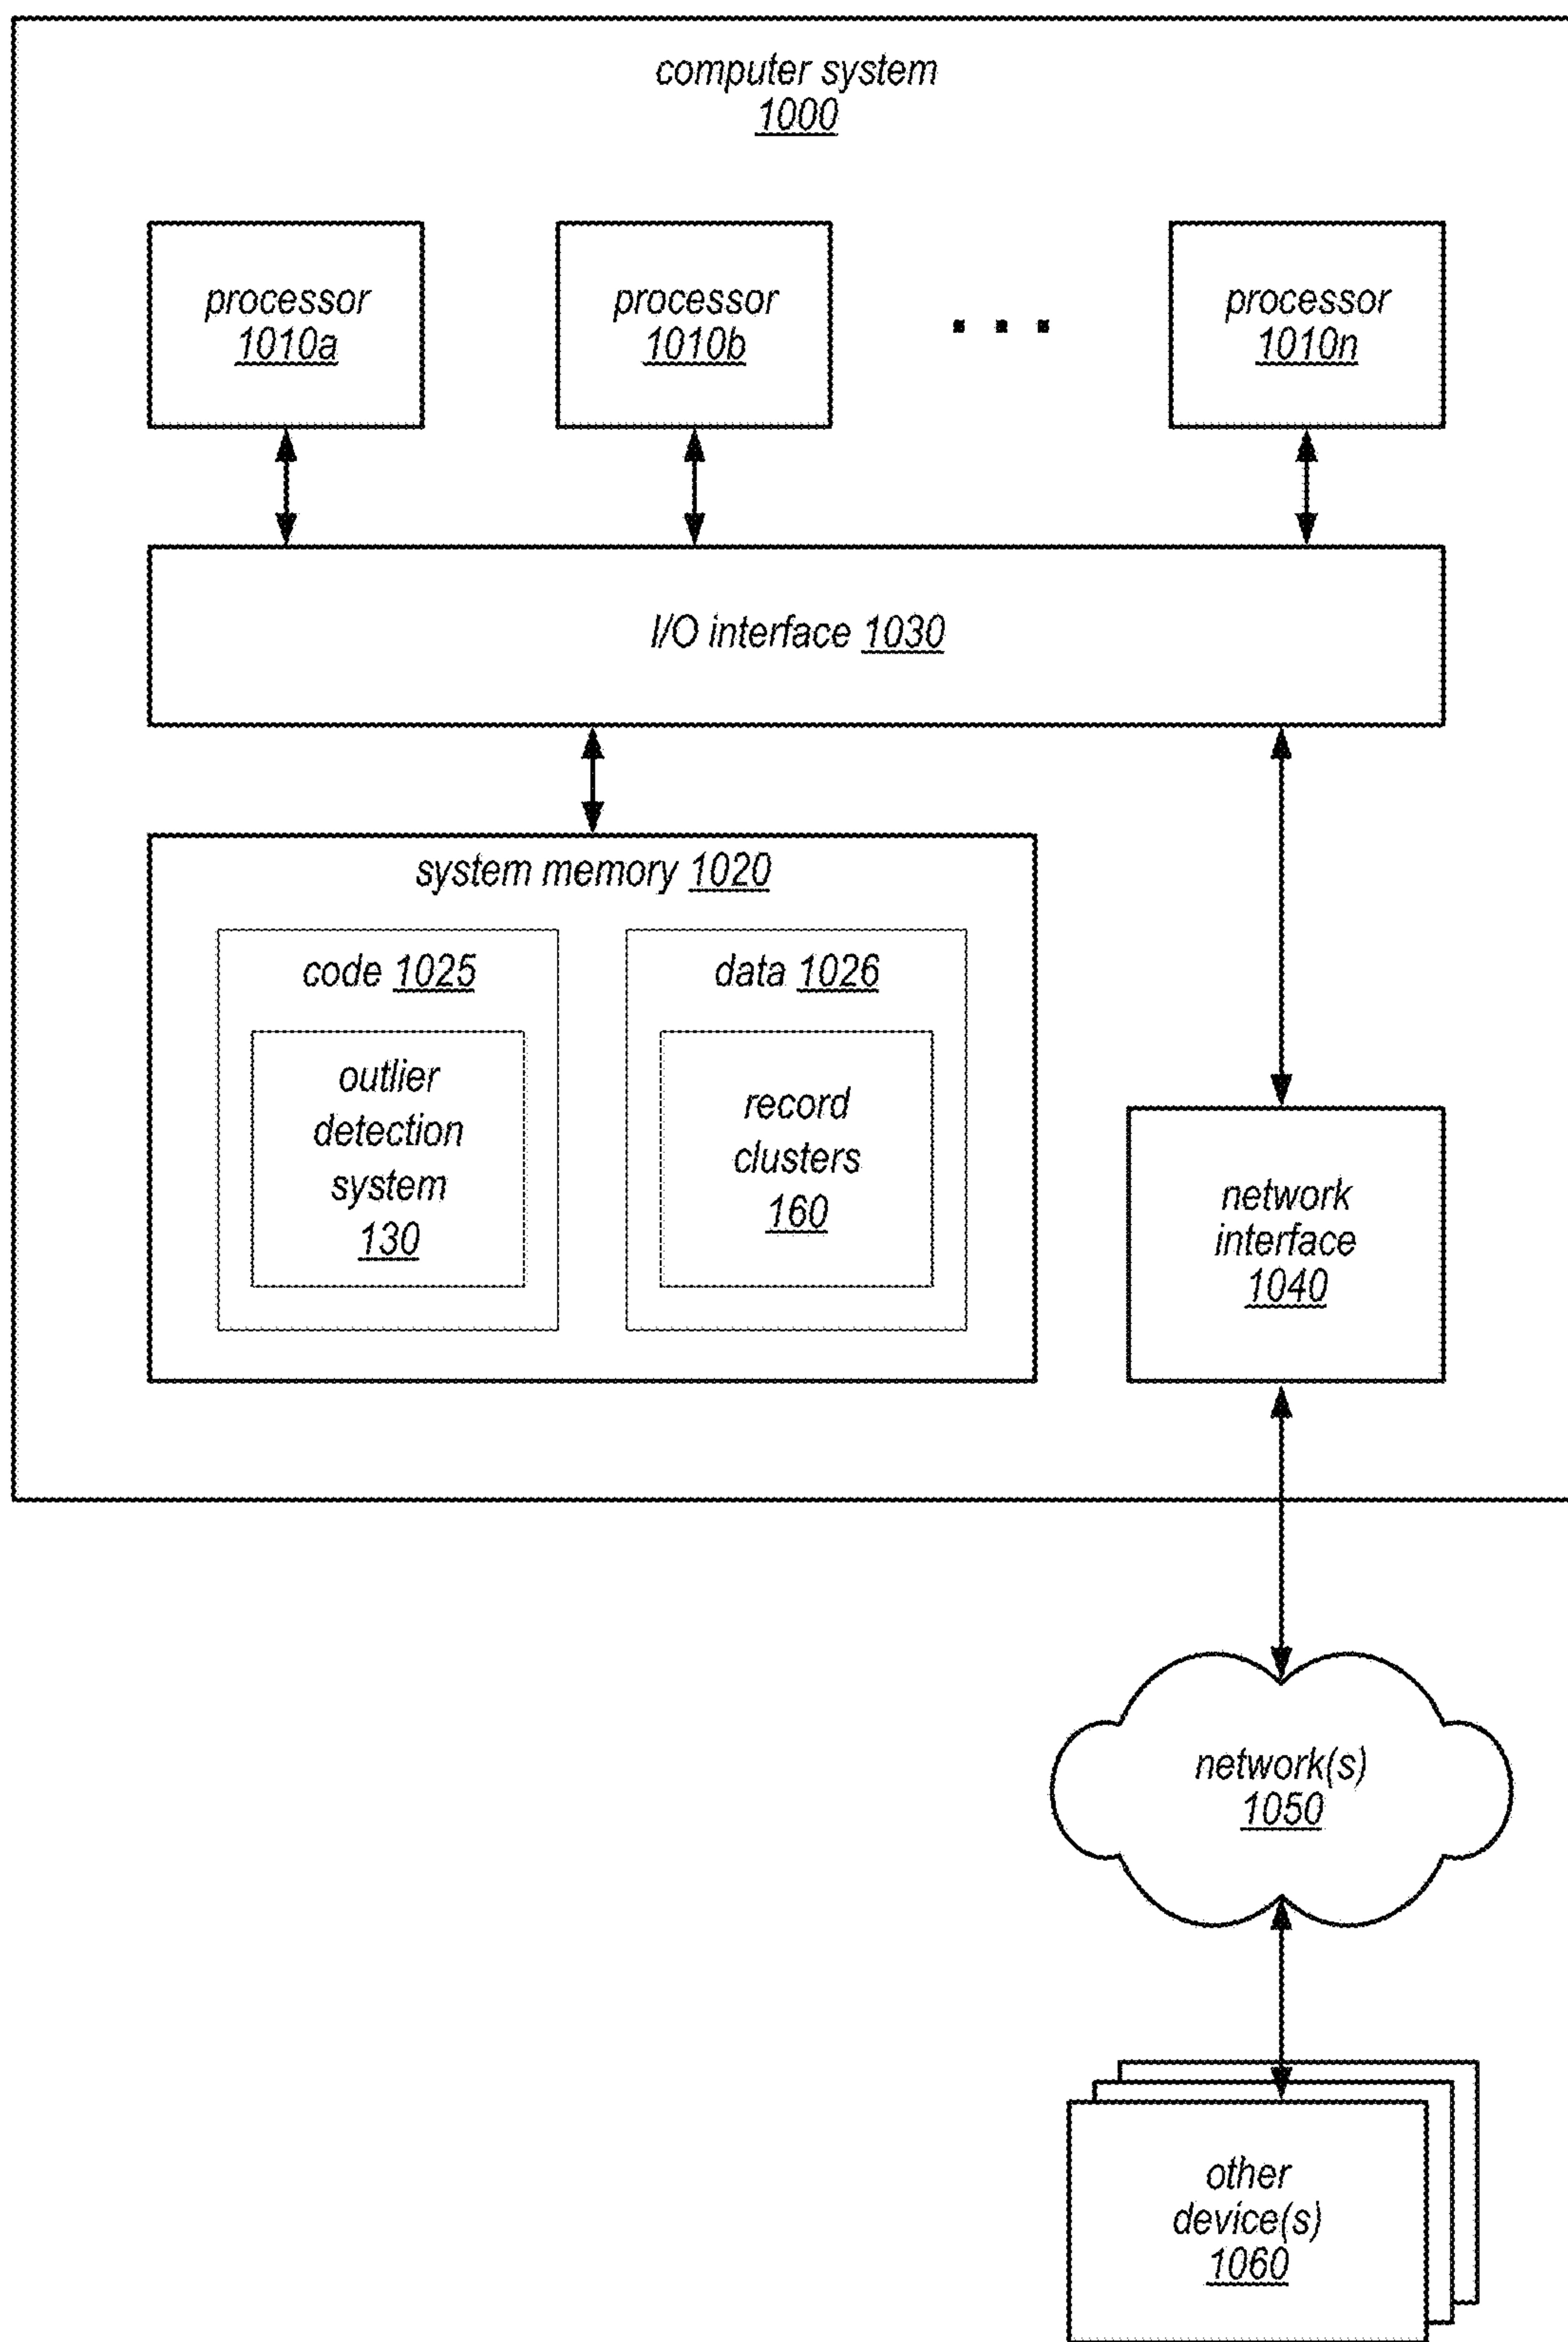 computer system
1000
processor
1010a
processor
1010b
processor
1010n
I/O interface 1030
system memory 1020
code 1025
outlier
detection
system
130
data 1026
record
clusters
160
network
interface
1040
network(s)
1050
other
device(s)
1060